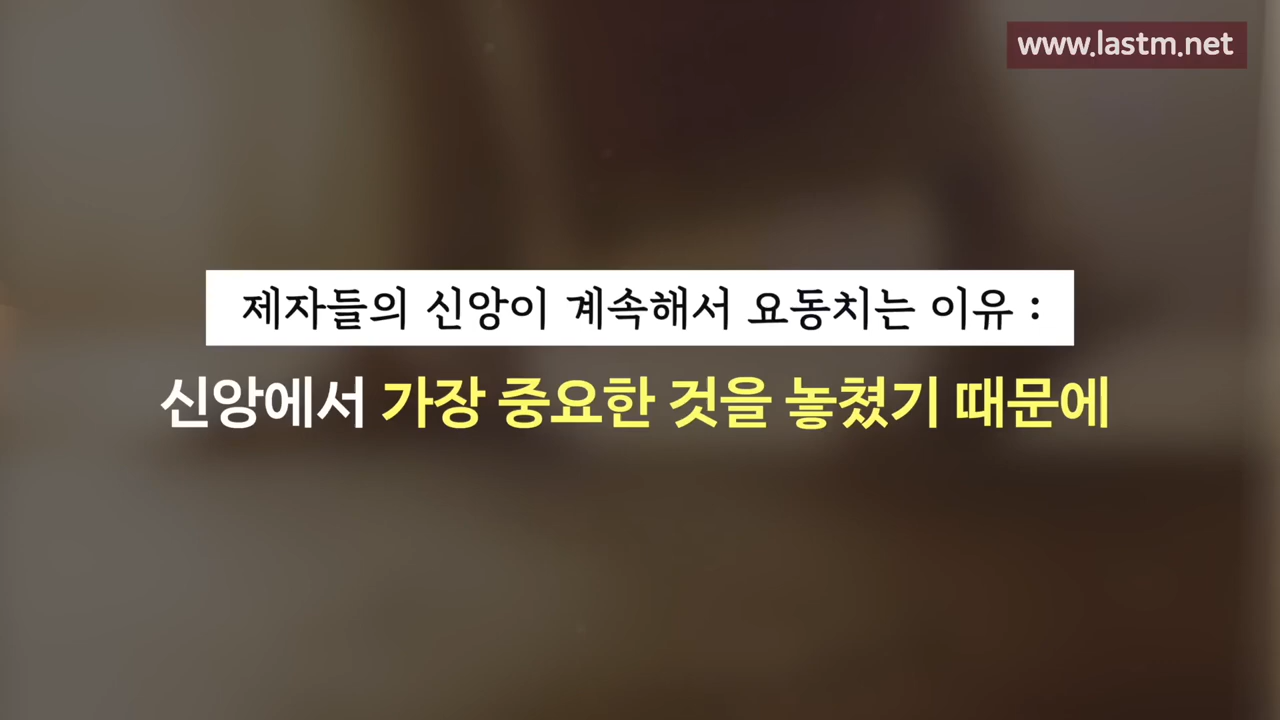 www.lastm.net
제자들의 신앙이 계속해서 요동치는 이유 :
신앙에서 가장 중요한 것을 놓쳤기 때문에